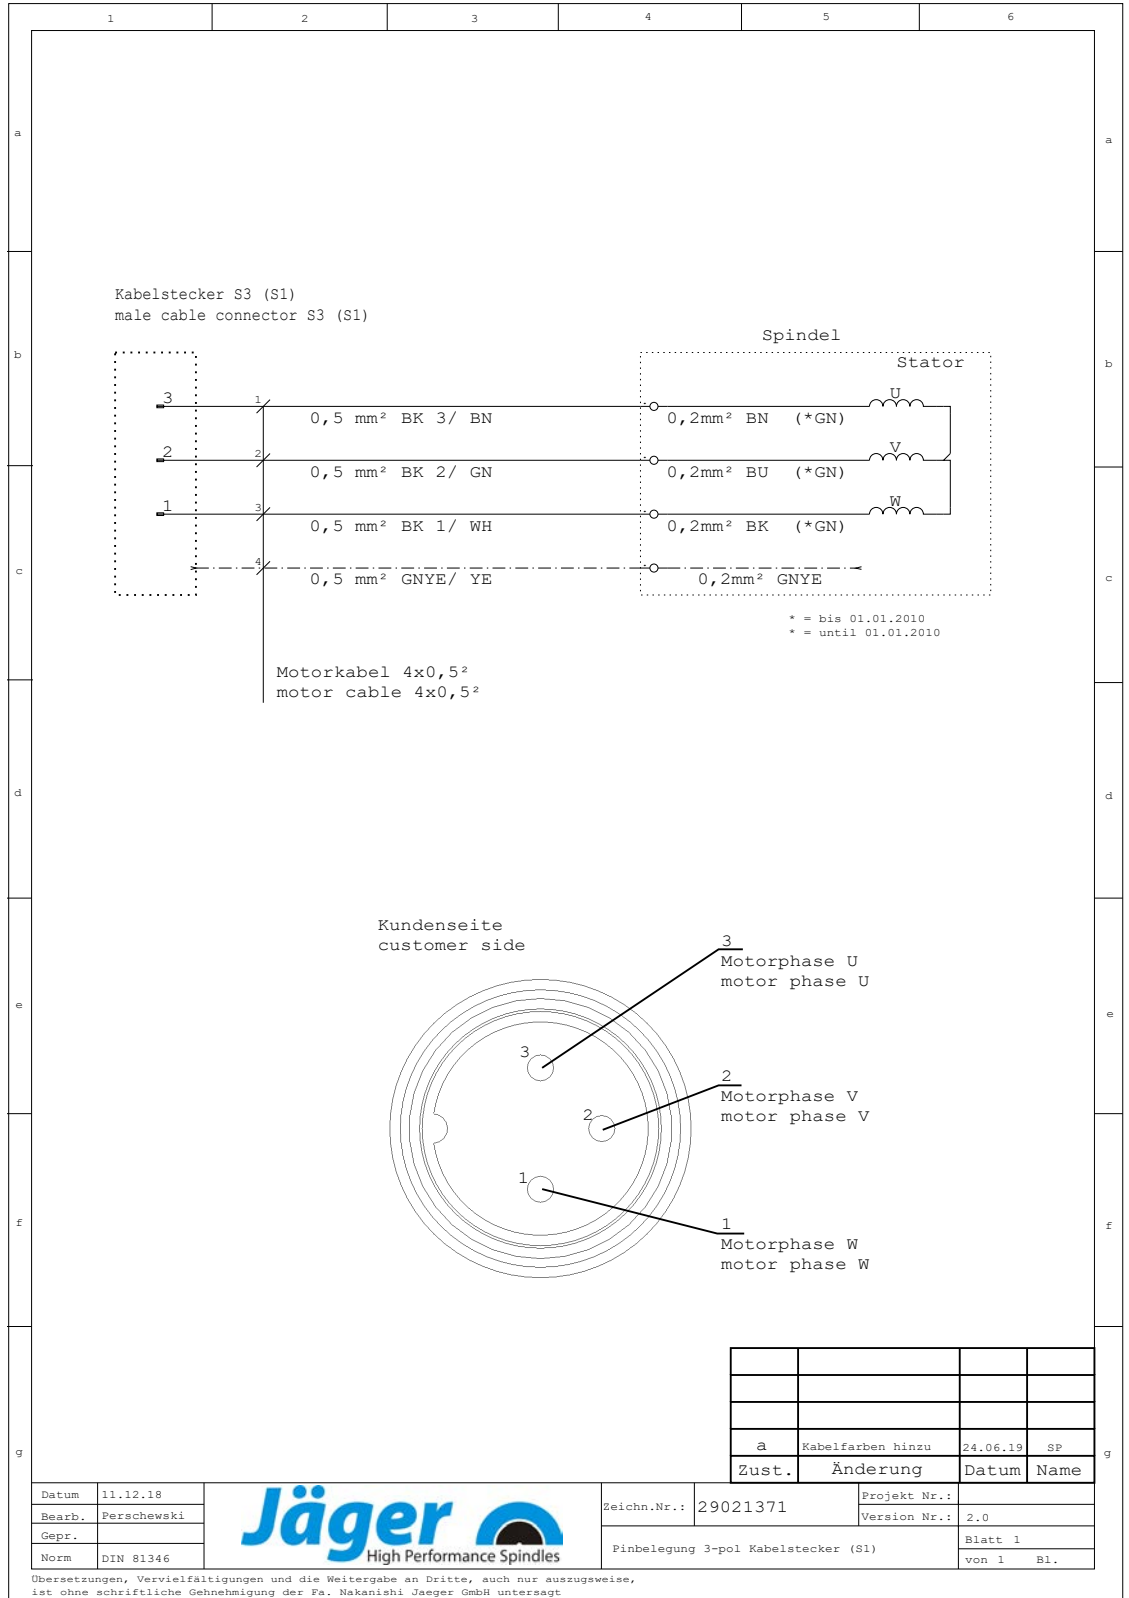 1 2 3 4 5 6
a a
Kabelstecker S3 (S1)
male cable connector S3 (S1)
Spindel
b b
Stator
3 1 U
0,5 mm² BK 3/ BN 0,2mm² BN (*GN)
2 2 V
0,5 mm² BK 2/ GN 0,2mm² BU (*GN)
1 3 W
0,5 mm² BK 1/ WH 0,2mm² BK (*GN)
4
c c
0,5 mm² GNYE/ YE 0,2mm² GNYE
* = bis 01.01.2010
* = until 01.01.2010
Motorkabel 4x0,5²
motor cable 4x0,5²
d d
Kundenseite
customer side
3
Motorphase U
motor phase U
e e
3
2
Motorphase V
motor phase V
2
1
1
Motorphase W
motor phase W
f f
a Kabelfarben hinzu 24.06.19 SP
g g
Zust. Änderung Datum Name
Datum 11.12.18
Bearb. Perschewski
Gepr.
Norm DIN 81346
Jäger
High Performance Spindles
Zeichn.Nr.: 29021371
Projekt Nr.:
Version Nr.: 2.0
Pinbelegung 3-pol Kabelstecker (S1)
Blatt 1
von 1 Bl.
Übersetzungen, Vervielfältigungen und die Weitergabe an Dritte, auch nur auszugsweise,
ist ohne schriftliche Gehnehmigung der Fa. Nakanishi Jaeger GmbH untersagt